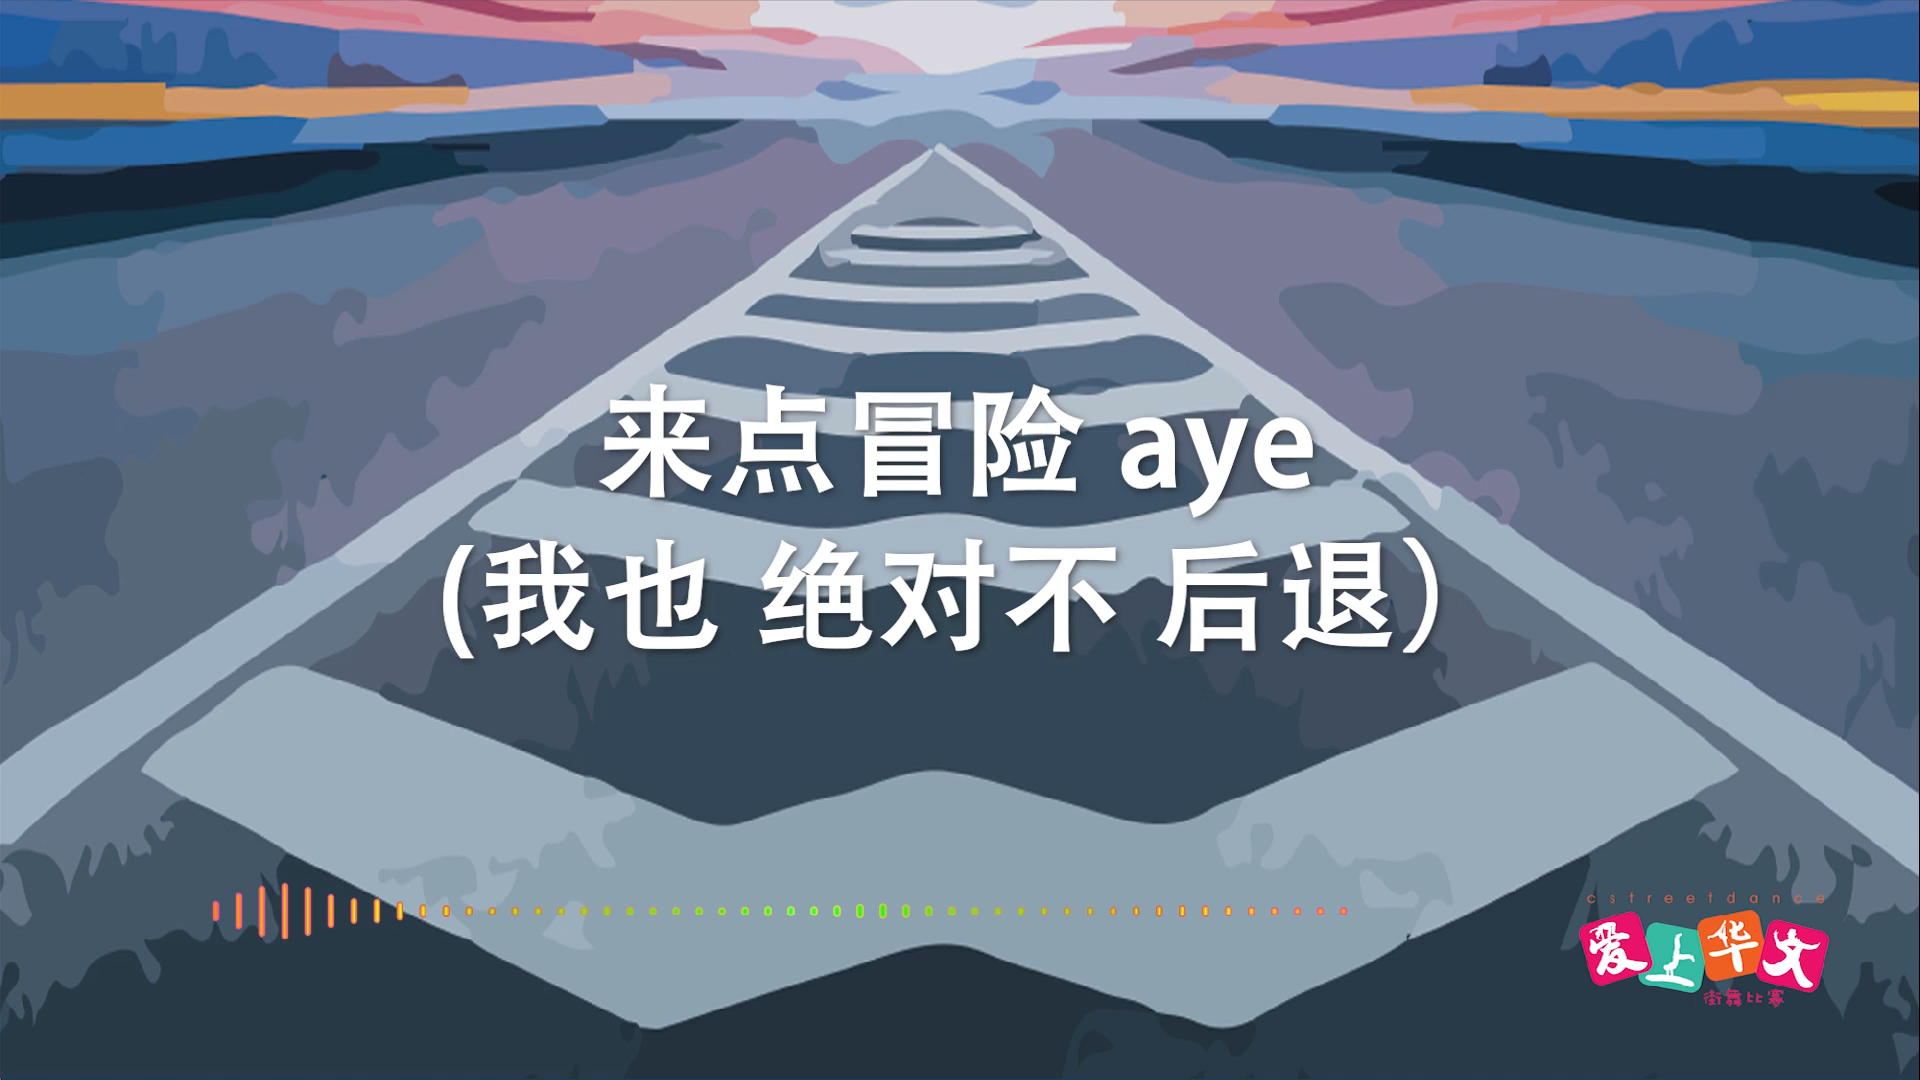 来点冒险 aye
(我也 绝对不 后退)
cstreetdance
爱上华文
街舞比赛